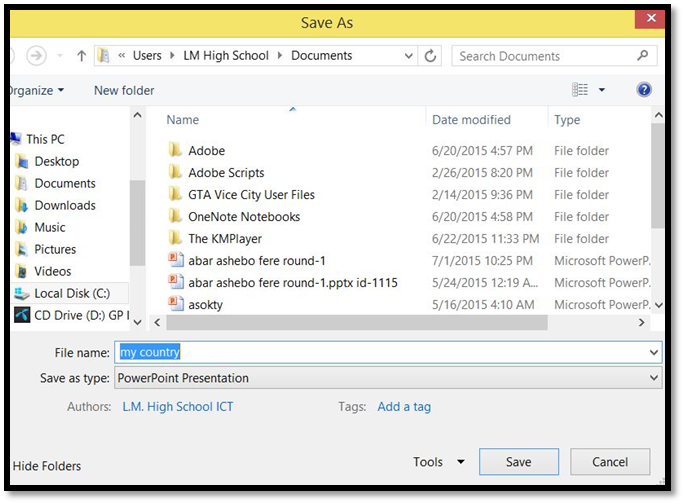 Save As
« Users LM High School Documents Search Documents
Organize New folder
Name Date modified Type
This PC
Desktop
Documents
Downloads
Music
Pictures
Videos
Local Disk (C:)
CD Drive (D:) GP
Adobe 6/20/2015 4:57 PM File folder
Adobe Scripts 2/26/2015 8:20 PM File folder
GTA Vice City User Files 2/14/2015 9:36 PM File folder
OneNote Notebooks 6/20/2015 4:58 PM File folder
The KMPlayer 6/22/2015 11:33 PM File folder
abar ashebo fere round-1 7/1/2015 10:25 PM Microsoft PowerP.
abar ashebo fere round-1.pptx id-1115 5/24/2015 12:19 A... Microsoft PowerP.
asokty 5/16/2015 4:10 AM Microsoft PowerP.
File name: my country
Save as type: PowerPoint Presentation
Authors: L.M. High School ICT Tags: Add a tag
Hide Folders Tools Save Cancel